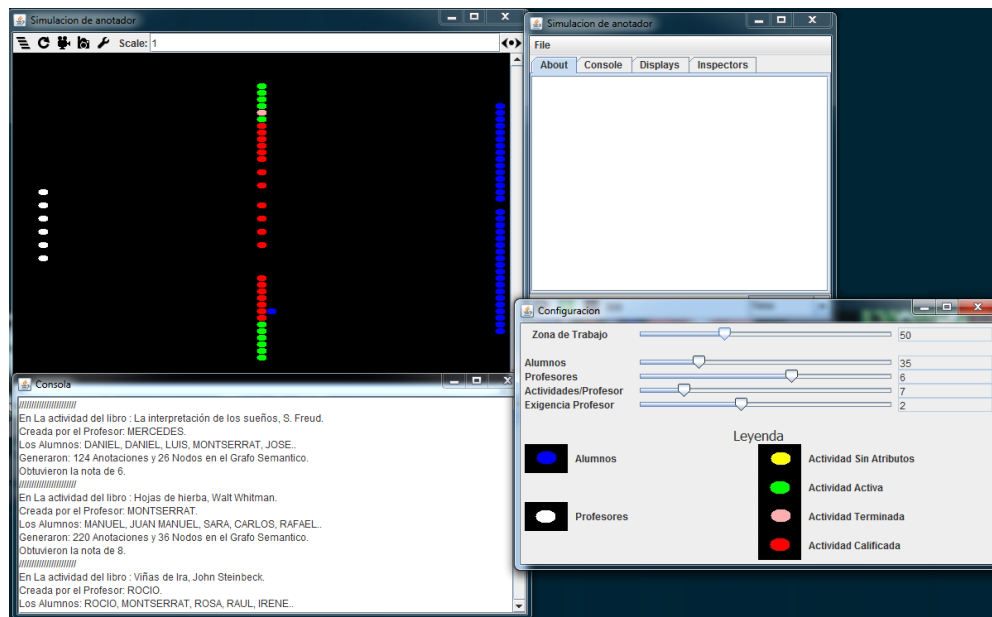 Simulacion de anotador
Scale: 1
Simulacion de anotador
File
About Console Displays Inspectors
Configuracion
Zona de Trabajo 50
Alumnos 35
Profesores 6
Actividades/Profesor 7
Exigencia Profesor 2
Leyenda
Alumnos
Actividad Sin Atributos
Actividad Activa
Profesores
Actividad Terminada
Actividad Calificada
Consola
////////////////////////
En La actividad del libro : La interpretación de los sueños, S. Freud.
Creada por el Profesor: MERCEDES.
Los Alumnos: DANIEL, DANIEL, LUIS, MONTSERRAT, JOSE..
Generaron: 124 Anotaciones y 26 Nodos en el Grafo Semantico.
Obtuvieron la nota de 6.
////////////////////////
En La actividad del libro : Hojas de hierba, Walt Whitman.
Creada por el Profesor: MONTSERRAT.
Los Alumnos: MANUEL, JUAN MANUEL, SARA, CARLOS, RAFAEL..
Generaron: 220 Anotaciones y 36 Nodos en el Grafo Semantico.
Obtuvieron la nota de 8.
////////////////////////
En La actividad del libro : Viñas de Ira, John Steinbeck.
Creada por el Profesor: ROCIO.
Los Alumnos: ROCIO, MONTSERRAT, ROSA, RAUL, IRENE..